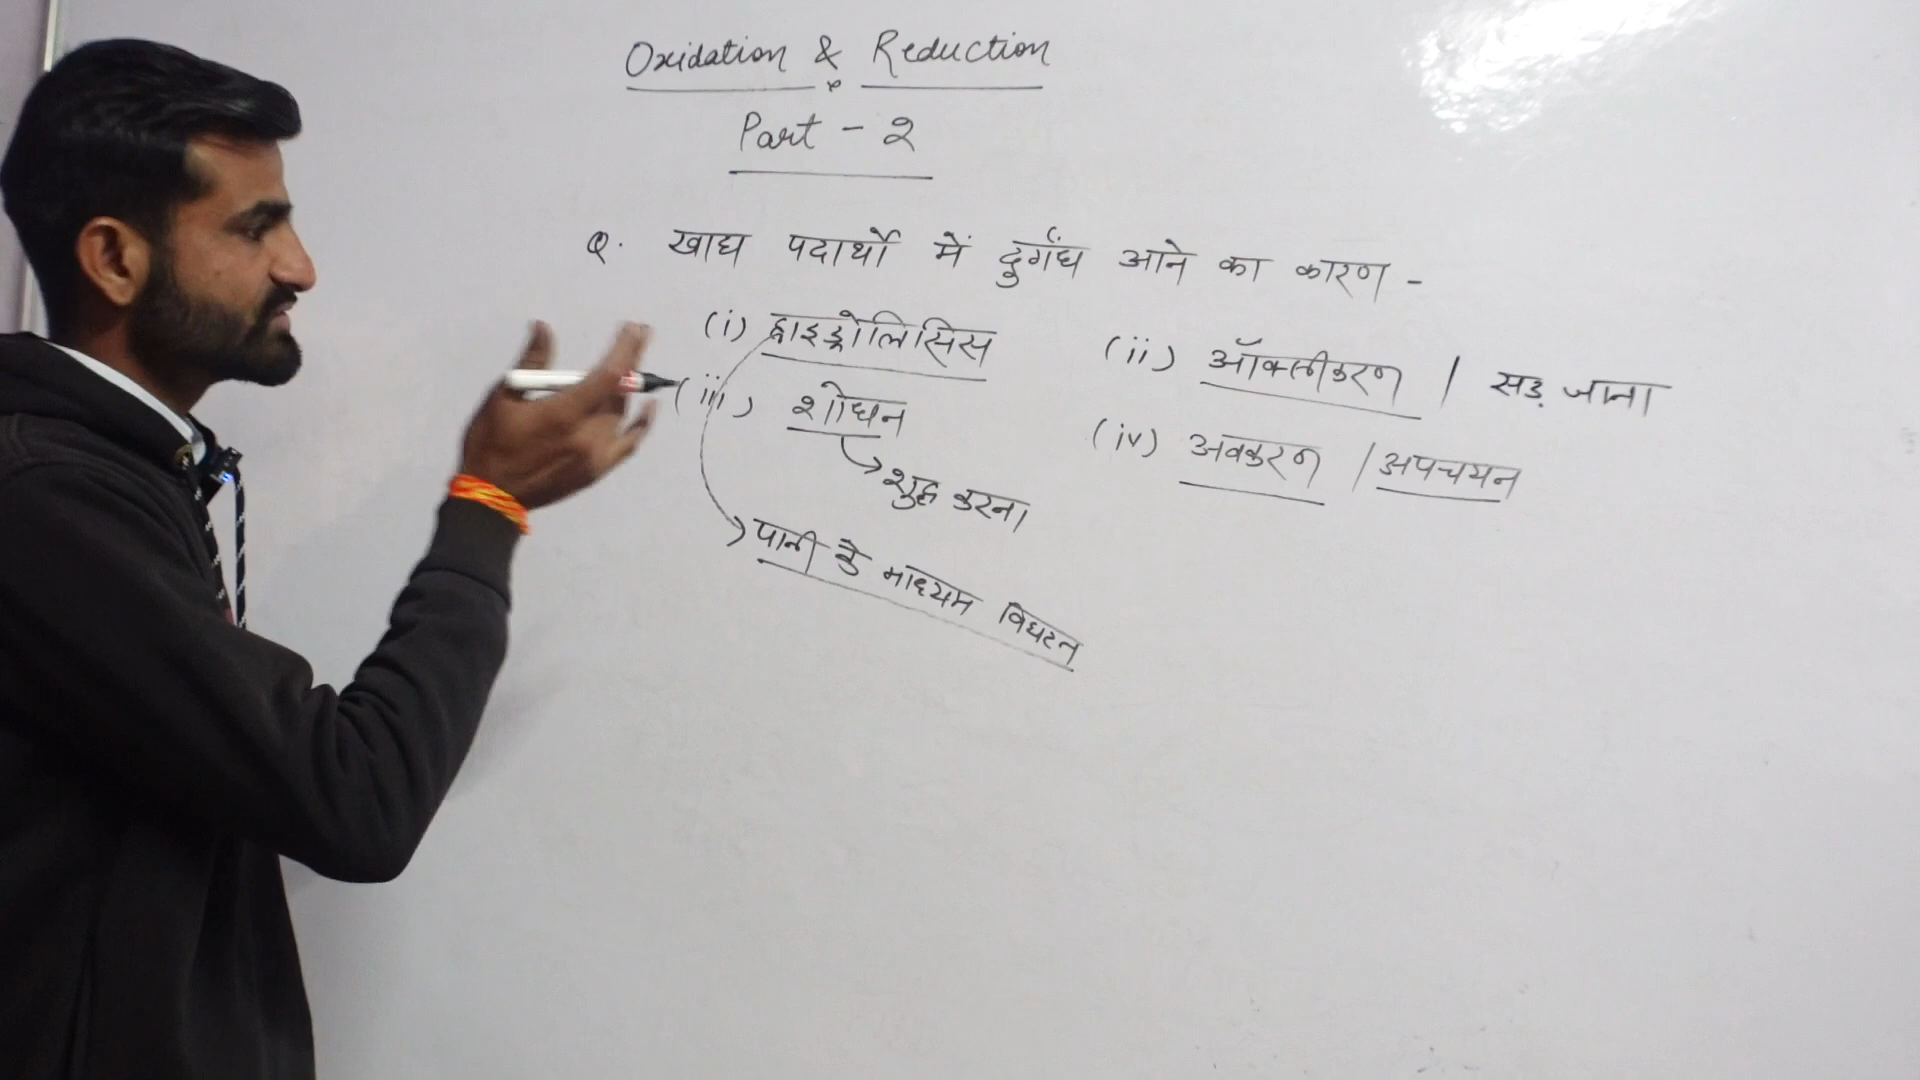 Oxidation & Reduction
Part - 2
Q. खाद्य पदार्थो में दुर्गंध आने का कारण -
(i) हाइड्रोलिसिस (ii) ऑक्सीकरण / सड़ जाना
(iii) शोधन (iv) अवकरण / अपचयन
शुद्ध करना
पानी के माध्यम विघटन